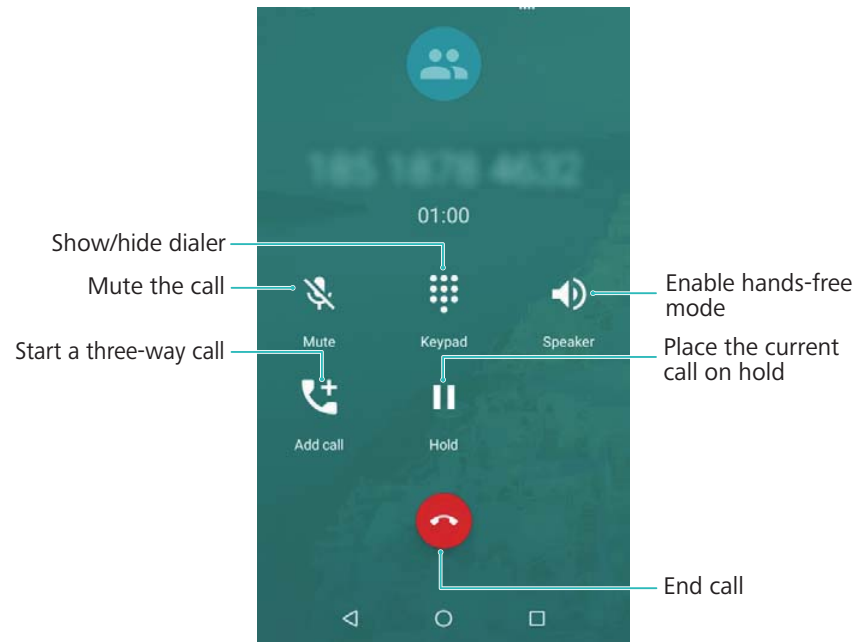 01:00
Show/hide dialer
Mute the call
Enable hands-free
mode
Mute
Keypad
Speaker
Start a three-way call
Place the current
call on hold
Add call
Hold
End call